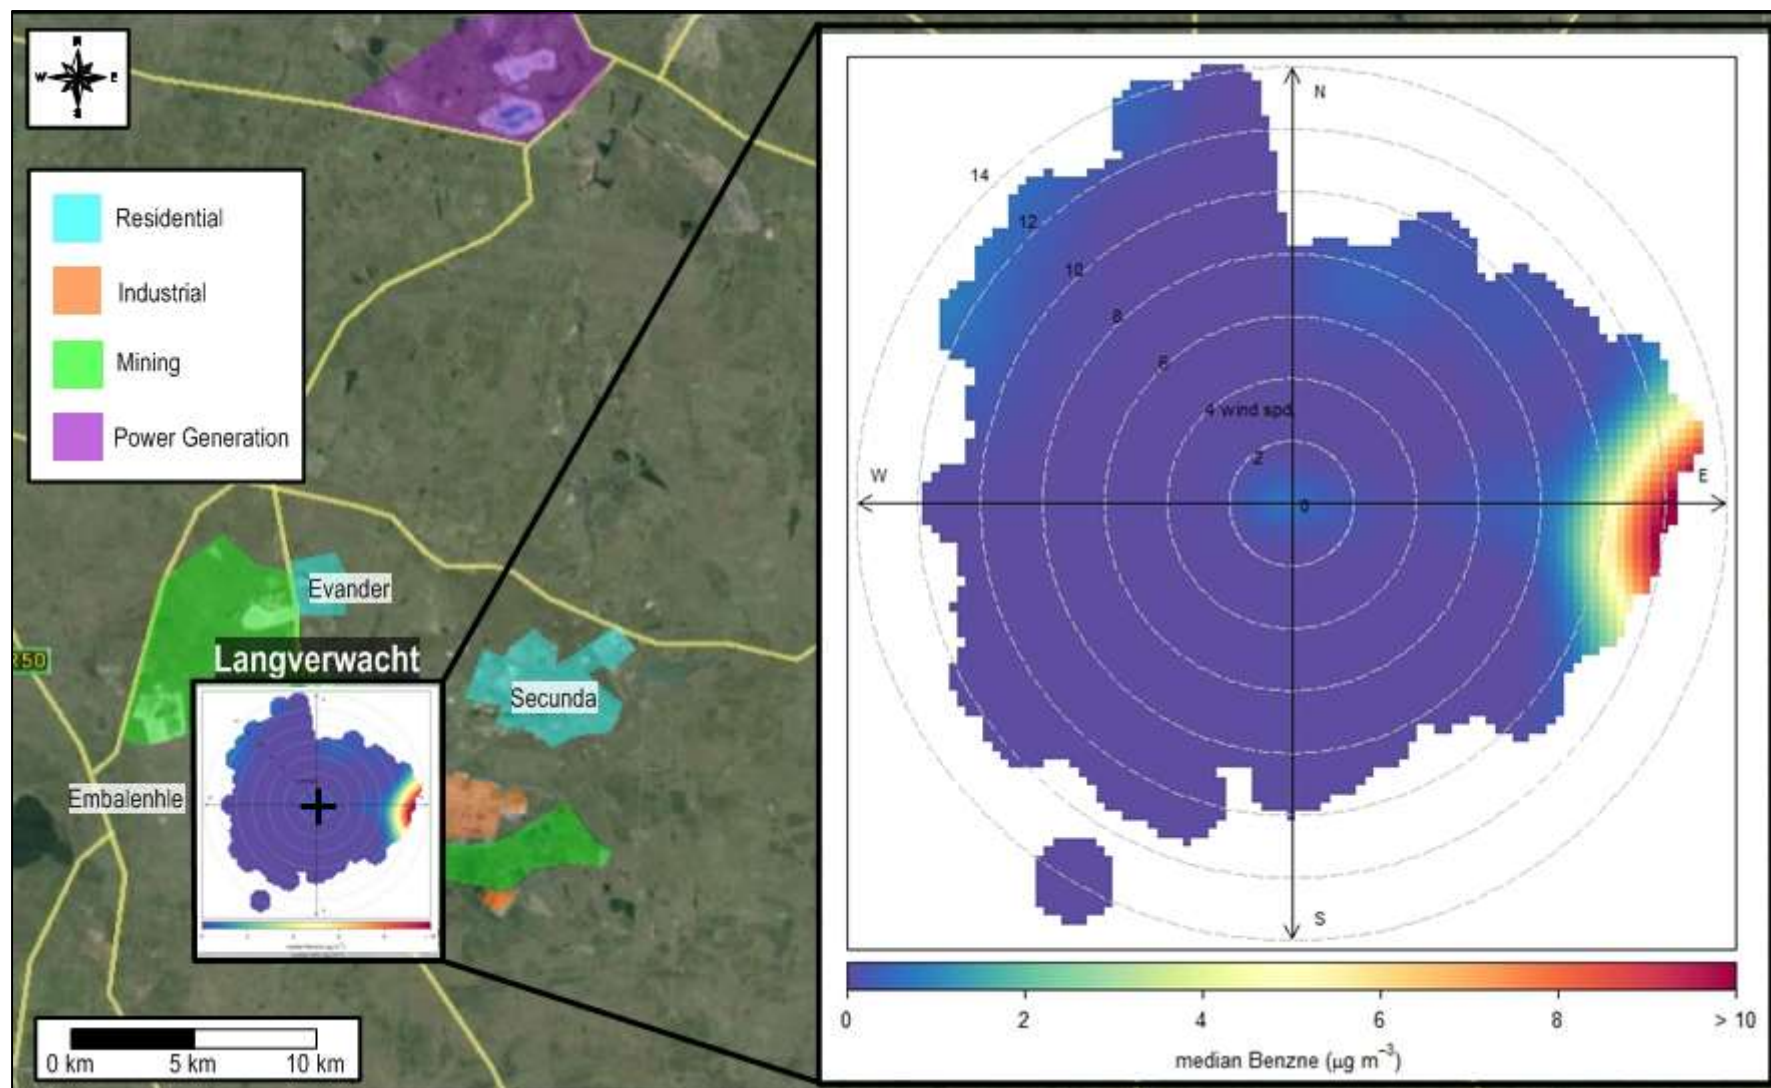 N
W E
S
Residential
Industrial
Mining
Power Generation
Evander
Langverwacht
R50
Secunda
Embalenhle
0 km 5 km 10 km
N
14
12
10
8
6
4 wind spd.
2
W E
0
S
0 2 4 6 8 > 10
median Benzne (μg m⁻³)